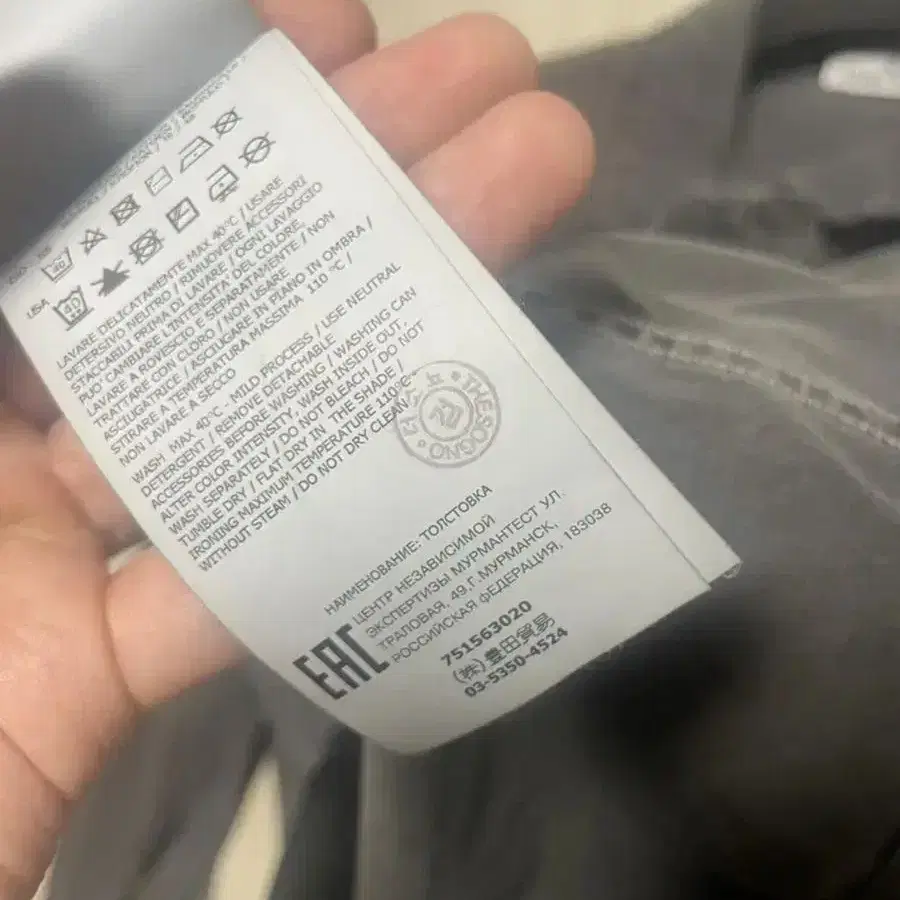 USA
LAVARE DELICATAMENTE MAX 40°C / USARE
DETERSIVO NEUTRO / RIMUOVERE ACCESSORI
STACCABILI PRIMA DI LAVARE / OGNI LAVAGGIO
PUO' CAMBIARE L'INTENSITA' DEL COLORE,
LAVARE A ROVESCIO E SEPARATAMENTE / NON
TRATTARE CON CLORO / NON USARE
ASCIUGATRICE / ASCIUGARE IN PIANO IN OMBRA /
STIRARE A TEMPERATURA MASSIMA 110 °C /
NON LAVARE A SECCO
WASH MAX 40°C - MILD PROCESS / USE NEUTRAL
DETERGENT / REMOVE DETACHABLE
ACCESSORIES BEFORE WASHING / WASHING CAN
ALTER COLOR INTENSITY, WASH INSIDE OUT,
WASH SEPARATELY / DO NOT BLEACH / DO NOT
TUMBLE DRY / FLAT DRY IN THE SHADE /
IRONING MAXIMUM TEMPERATURE 110°C
WITHOUT STEAM / DO NOT DRY CLEAN
THESOGNO
НАИМЕНОВАНИЕ: ТОЛСТОВКА
EAC
ЦЕНТР НЕЗАВИСИМОЙ
ЭКСПЕРТИЗЫ МУРМАНТЕСТ УЛ.
ТРАЛОВАЯ, 49,Г.МУРМАНСК,
РОССИЙСКАЯ ФЕДЕРАЦИЯ, 183038
751563020
(株)豊田貿易
03-5350-4524